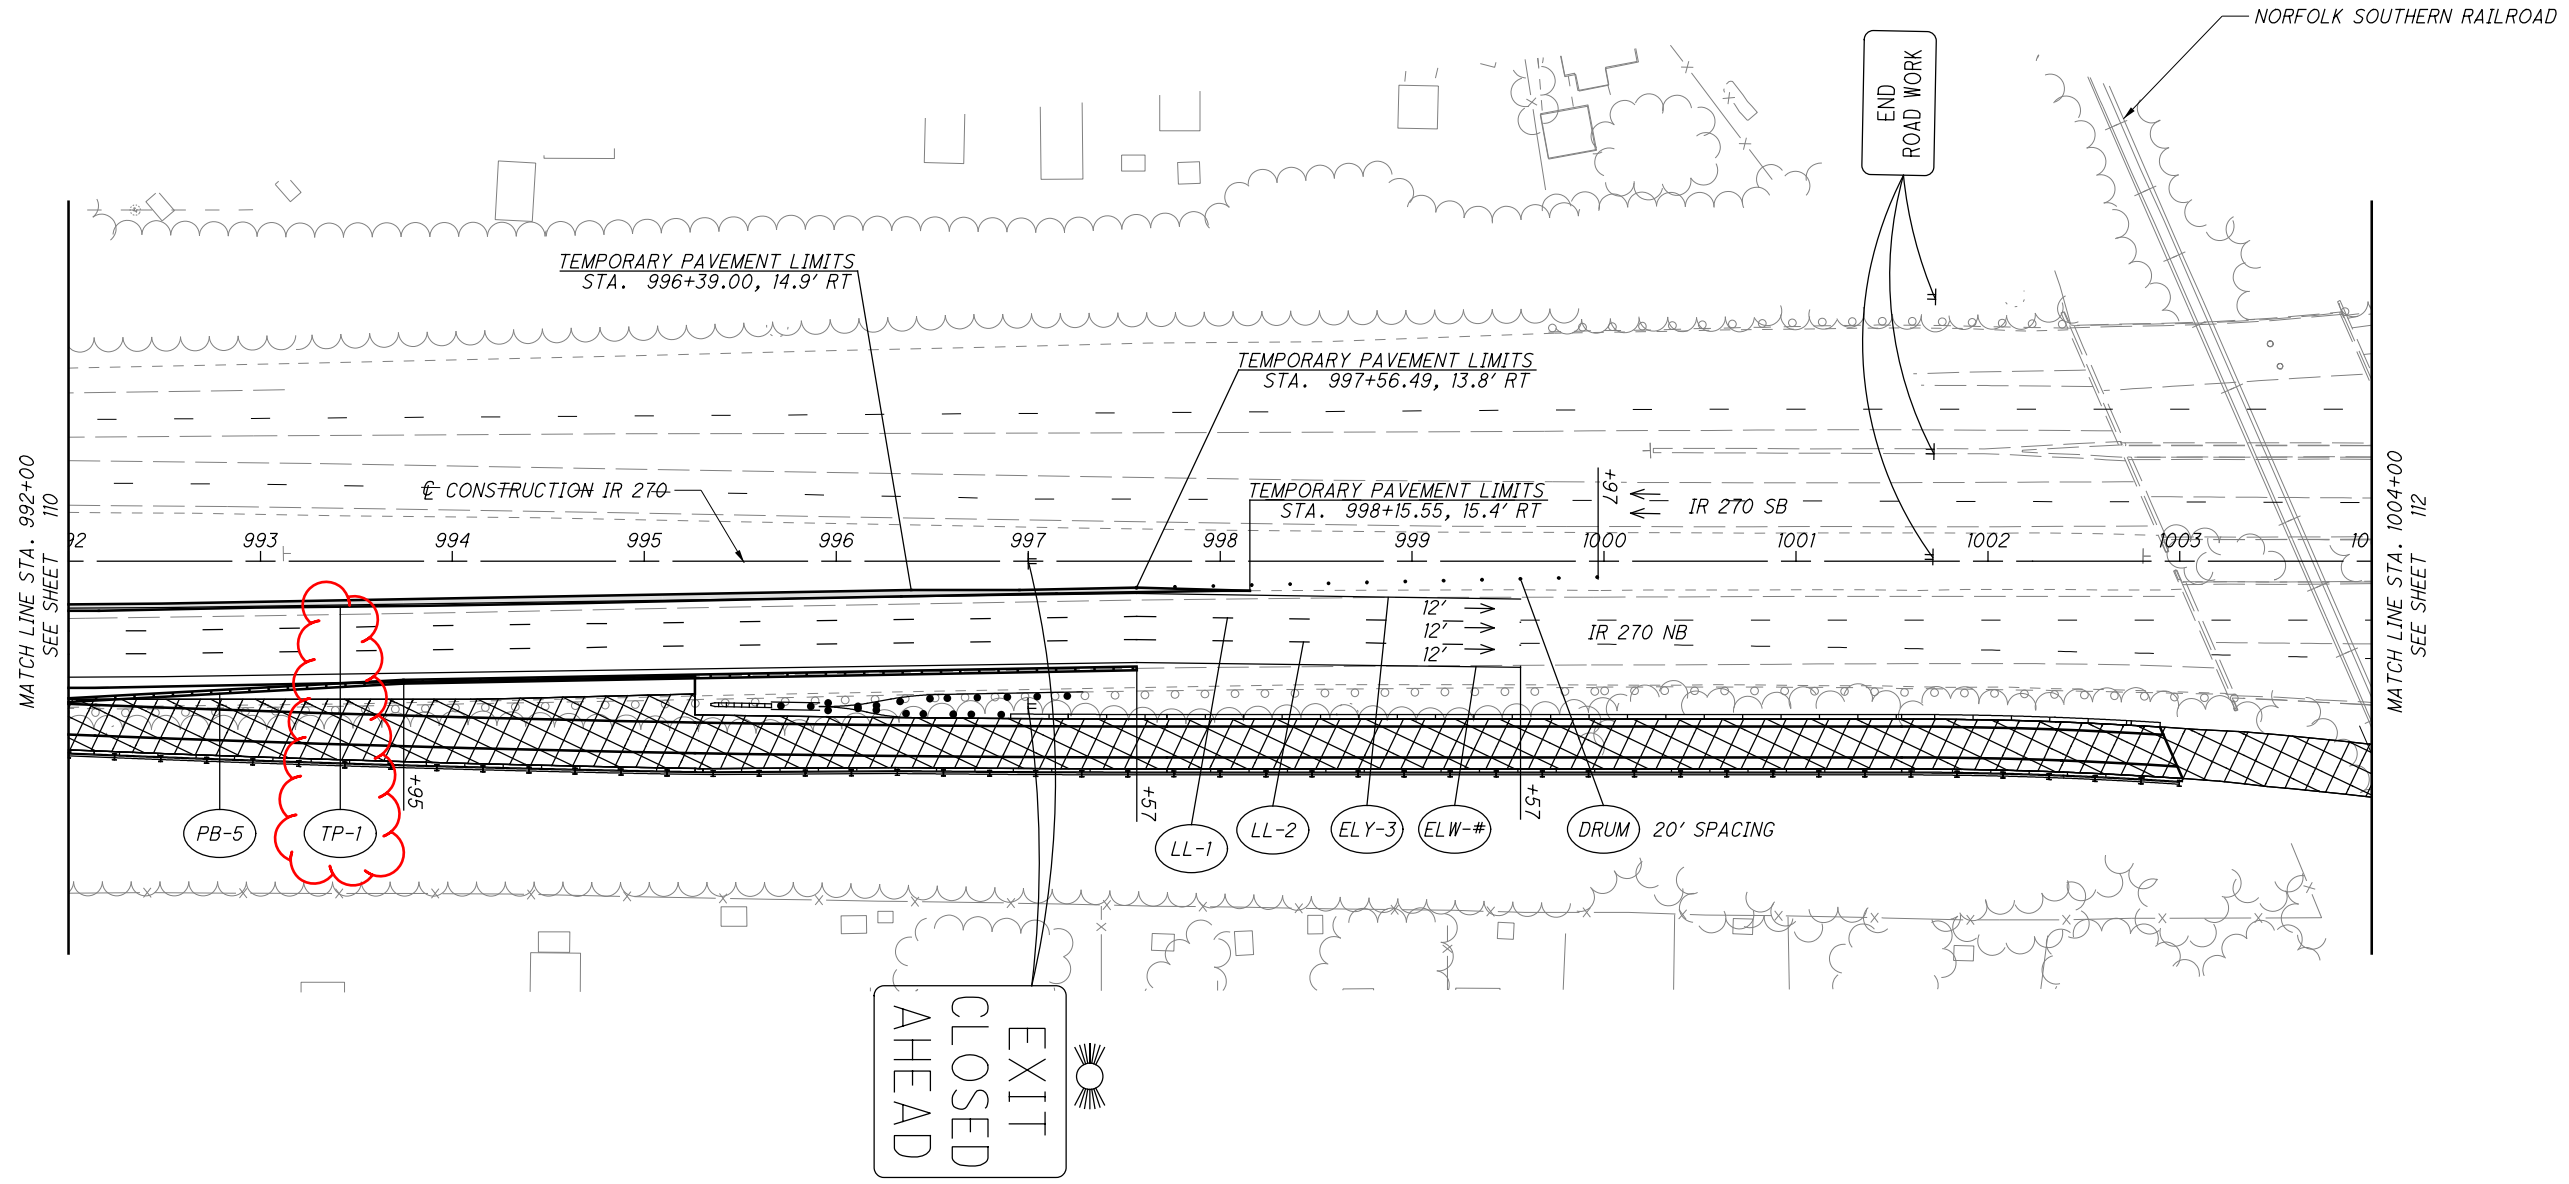 NORFOLK SOUTHERN RAILROAD
END
ROAD WORK
TEMPORARY PAVEMENT LIMITS
STA. 996+39.00, 14.9' RT
TEMPORARY PAVEMENT LIMITS
STA. 997+56.49, 13.8' RT
TEMPORARY PAVEMENT LIMITS
STA. 998+15.55, 15.4' RT
℄ CONSTRUCTION IR 270
+97
IR 270 SB
MATCH LINE STA. 992+00
SEE SHEET 110
MATCH LINE STA. 1004+00
SEE SHEET 112
92 993 994 995 996 997 998 999 1000 1001 1002 1003 10
12'
12'
12'
IR 270 NB
+95
+57
+57
PB-5
TP-1
LL-1
LL-2
ELY-3
ELW-#
DRUM 20' SPACING
EXIT
CLOSED
AHEAD